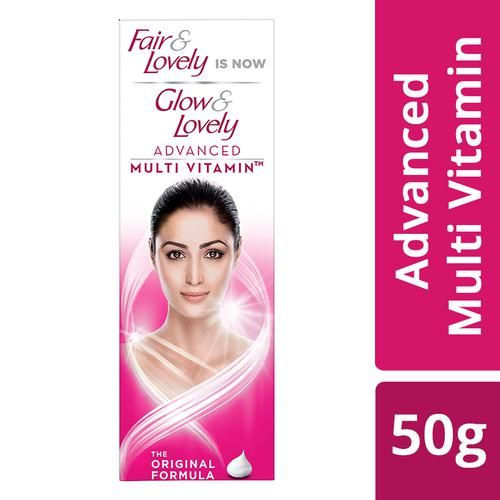 Fair &
Lovely IS NOW
Glow &
Lovely
ADVANCED
MULTI VITAMIN™
THE
ORIGINAL
FORMULA
Advanced
Multi Vitamin
50g